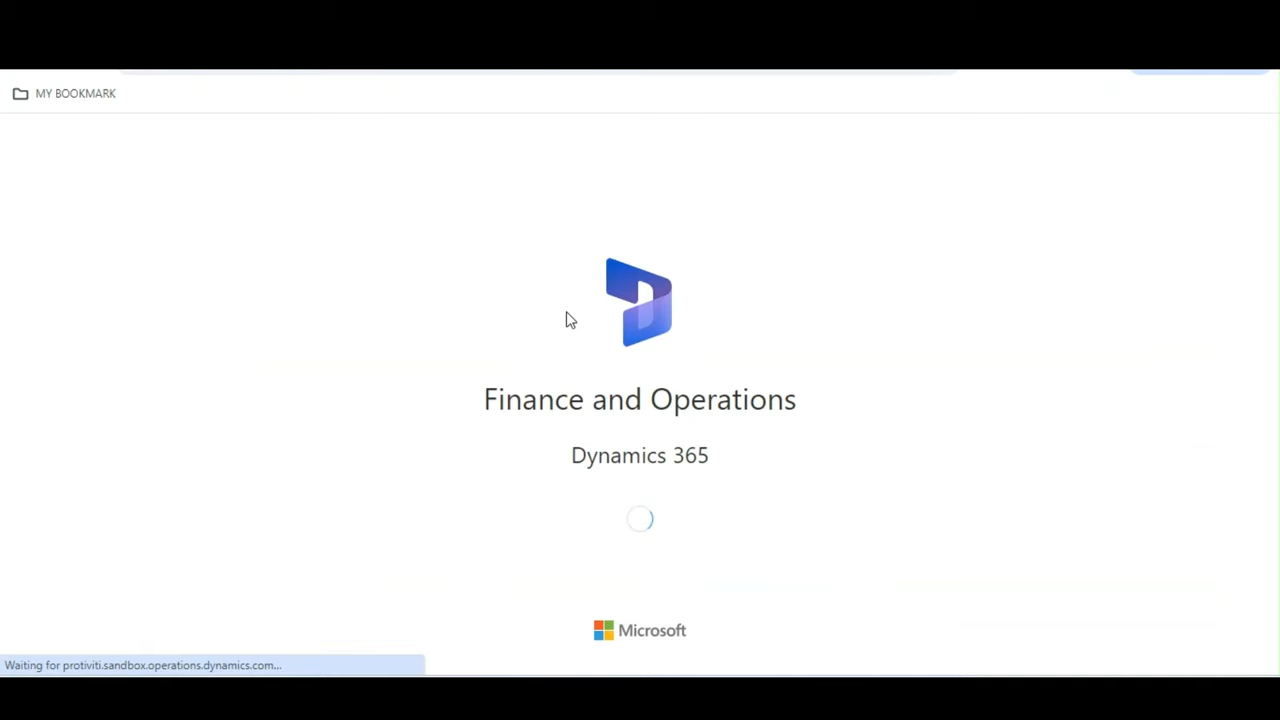 MY BOOKMARK
Finance and Operations
Dynamics 365
Microsoft
Waiting for protiviti.sandbox.operations.dynamics.com...